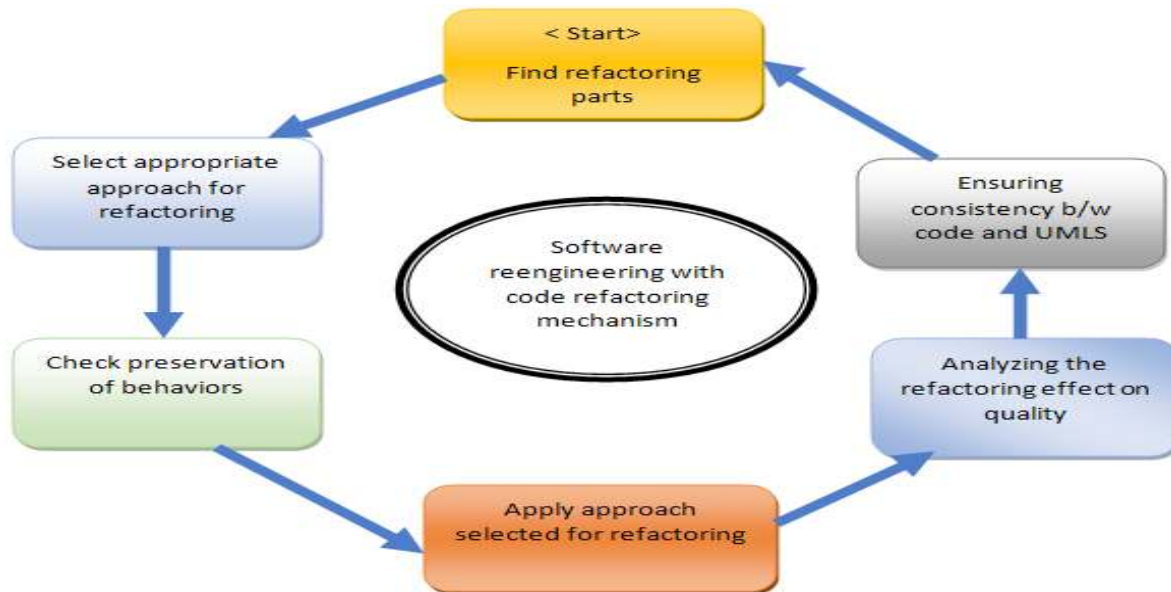 < Start>
Find refactoring
parts
Select appropriate
approach for
refactoring
Check preservation
of behaviors
Apply approach
selected for refactoring
Analyzing the
refactoring effect on
quality
Ensuring
consistency b/w
code and UMLS
Software
reengineering with
code refactoring
mechanism